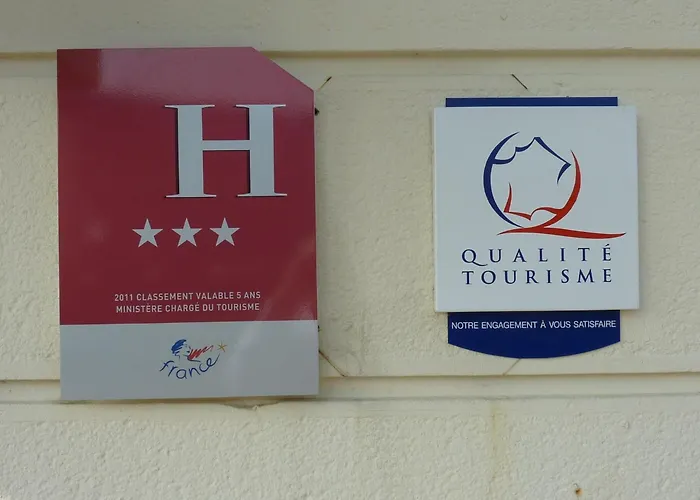 H
2011 CLASSEMENT VALABLE 5 ANS
MINISTÈRE CHARGÉ DU TOURISME
france
QUALITÉ
TOURISME
NOTRE ENGAGEMENT À VOUS SATISFAIRE